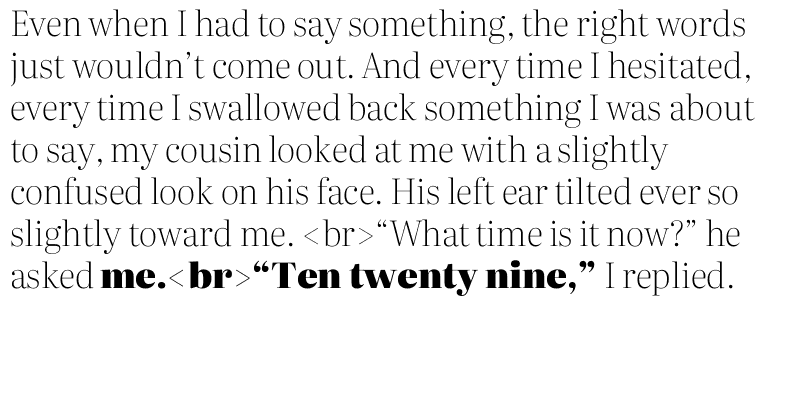 Even when I had to say something, the right words
just wouldn’t come out. And every time I hesitated,
every time I swallowed back something I was about
to say, my cousin looked at me with a slightly
confused look on his face. His left ear tilted ever so
slightly toward me. <br>“What time is it now?” he
asked me.<br>“Ten twenty nine,” I replied.